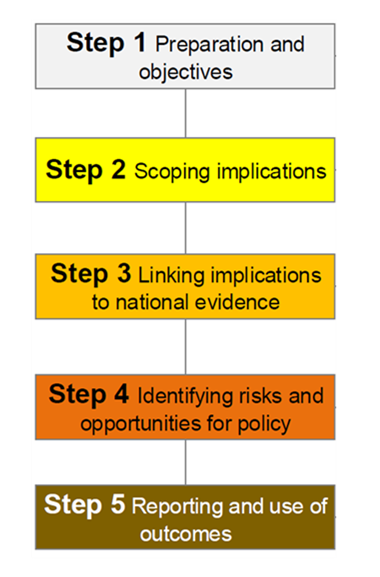 Step 1 Preparation and
objectives
Step 2 Scoping implications
Step 3 Linking implications
to national evidence
Step 4 Identifying risks and
opportunities for policy
Step 5 Reporting and use of
outcomes